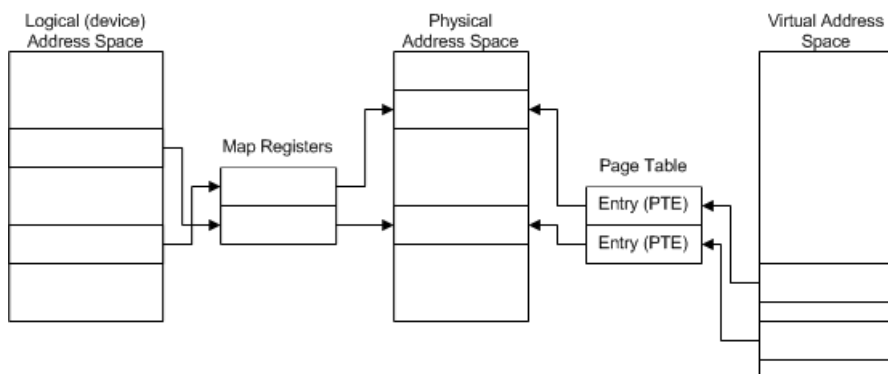 Logical (device)
Address Space
Physical
Address Space
Virtual Address
Space
Map Registers
Page Table
Entry (PTE)
Entry (PTE)